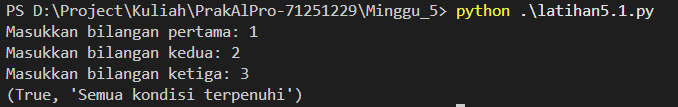 PS D:\Project\Kuliah\PrakAlPro-71251229\Minggu_5> python .\latihan5.1.py
Masukkan bilangan pertama: 1
Masukkan bilangan kedua: 2
Masukkan bilangan ketiga: 3
(True, 'Semua kondisi terpenuhi')